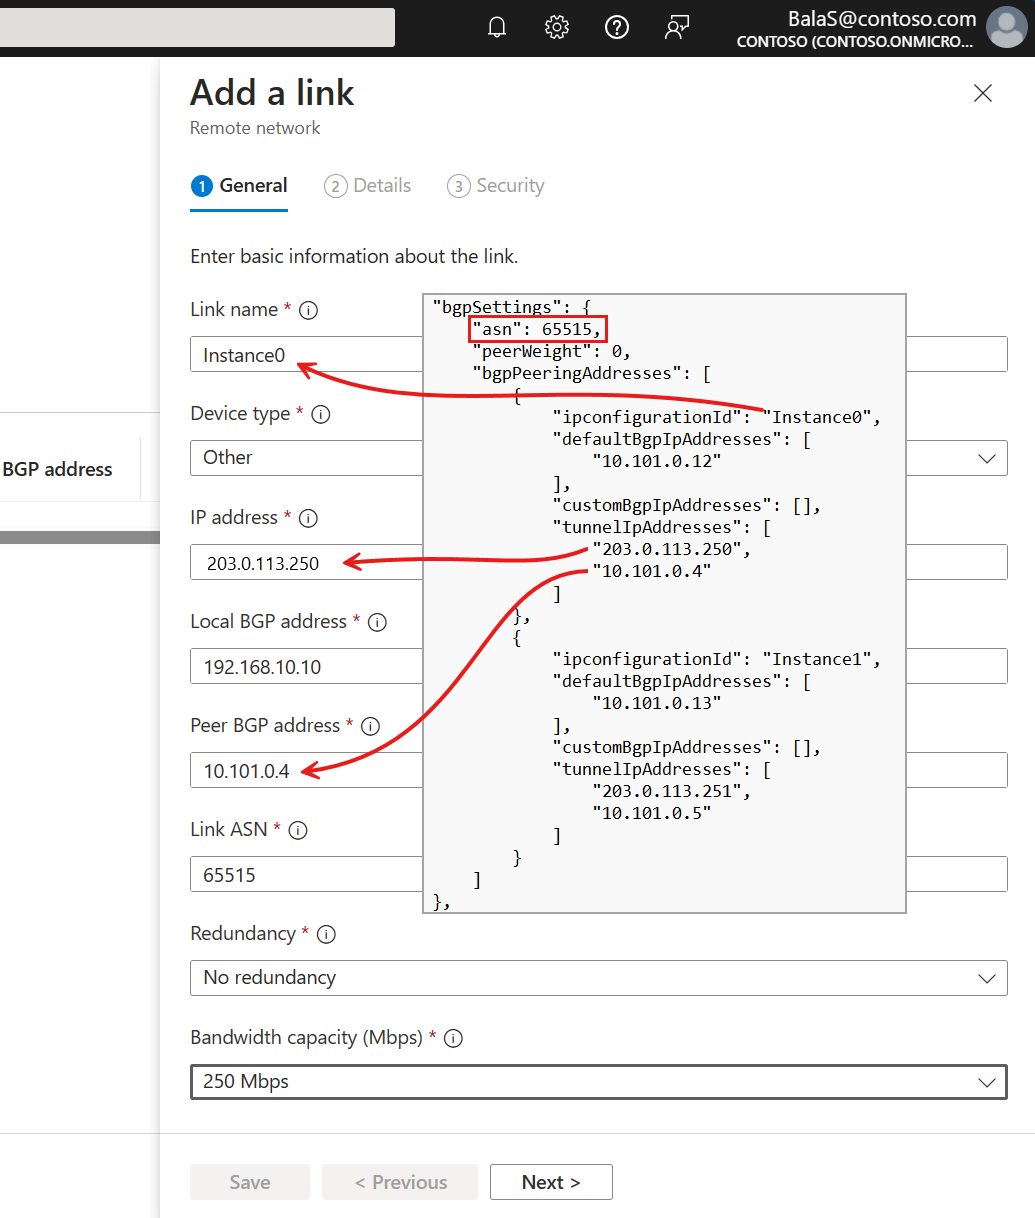 BalaS@contoso.com
CONTOSO (CONTOSO.ONMICRO...
Add a link
Remote network
1 General
2 Details
3 Security
Enter basic information about the link.
Link name *
Instance0
Device type *
Other
BGP address
IP address *
203.0.113.250
Local BGP address *
192.168.10.10
Peer BGP address *
10.101.0.4
Link ASN *
65515
Redundancy *
No redundancy
Bandwidth capacity (Mbps) *
250 Mbps
"bgpSettings": {
"asn": 65515,
"peerWeight": 0,
"bgpPeeringAddresses": [
{
"ipconfigurationId": "Instance0",
"defaultBgpIpAddresses": [
"10.101.0.12"
],
"customBgpIpAddresses": [],
"tunnelIpAddresses": [
"203.0.113.250",
"10.101.0.4"
]
},
{
"ipconfigurationId": "Instance1",
"defaultBgpIpAddresses": [
"10.101.0.13"
],
"customBgpIpAddresses": [],
"tunnelIpAddresses": [
"203.0.113.251",
"10.101.0.5"
]
}
]
},
Save
< Previous
Next >